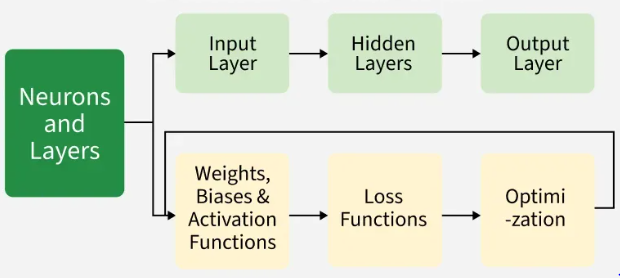 Neurons
and
Layers
Input
Layer
Hidden
Layers
Output
Layer
Weights,
Biases &
Activation
Functions
Loss
Functions
Optimi
-zation